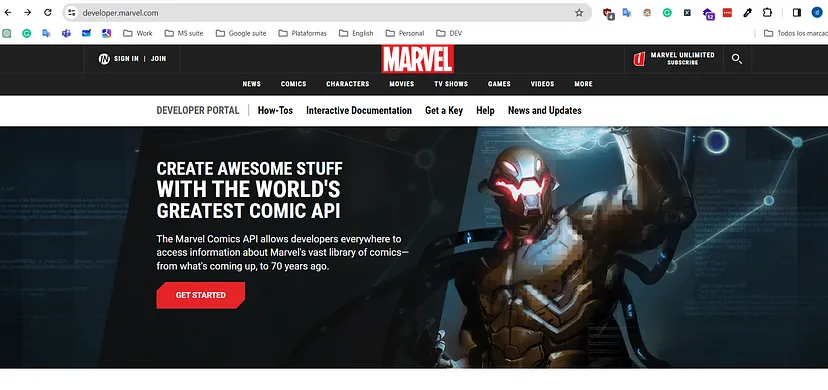 developer.marvel.com
4
12
d
Work
MS suite
Google suite
Plataformas
English
Personal
DEV
Todos los marcad
SIGN IN | JOIN
MARVEL
MARVEL UNLIMITED
SUBSCRIBE
NEWS COMICS CHARACTERS MOVIES TV SHOWS GAMES VIDEOS MORE
DEVELOPER PORTAL How-Tos Interactive Documentation Get a Key Help News and Updates
CREATE AWESOME STUFF
WITH THE WORLD'S
GREATEST COMIC API
The Marvel Comics API allows developers everywhere to
access information about Marvel's vast library of comics—
from what's coming up, to 70 years ago.
GET STARTED